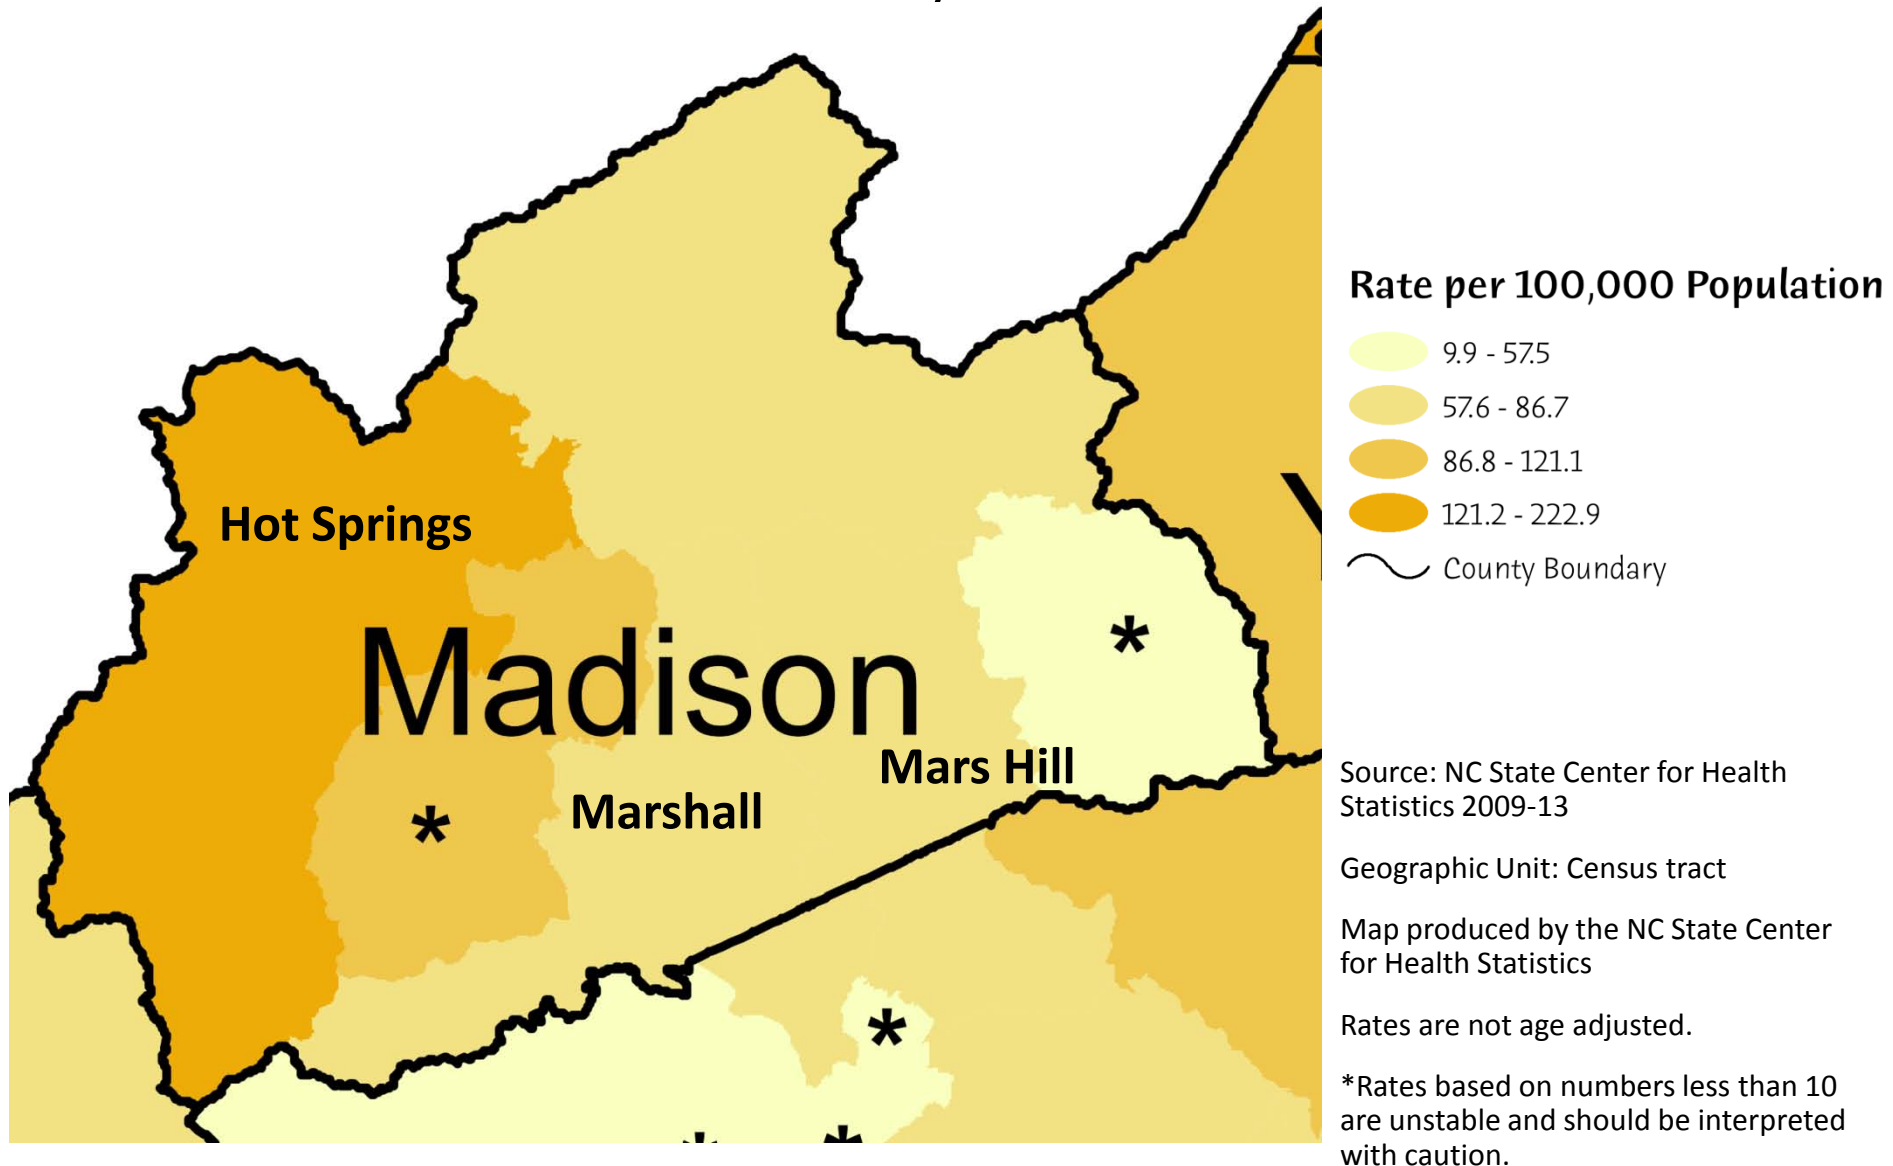 Hot Springs
Madison
*
Mars Hill
Marshall
*
*
*
*
Rate per 100,000 Population
9.9 - 57.5
57.6 - 86.7
86.8 - 121.1
121.2 - 222.9
County Boundary
Source: NC State Center for Health
Statistics 2009-13
Geographic Unit: Census tract
Map produced by the NC State Center
for Health Statistics
Rates are not age adjusted.
*Rates based on numbers less than 10
are unstable and should be interpreted
with caution.